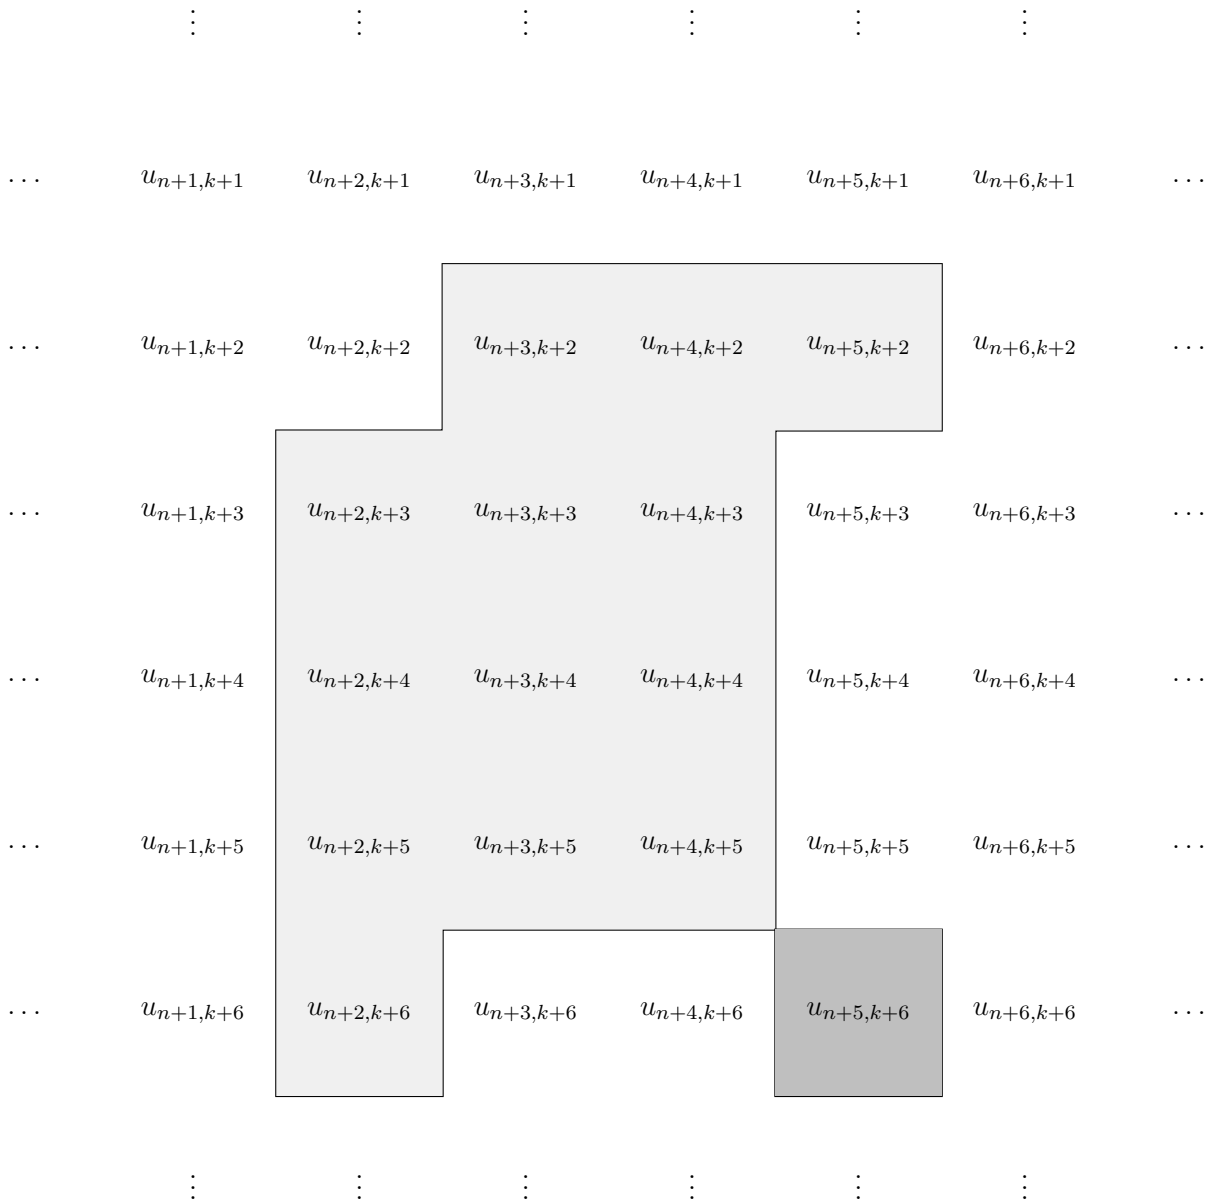 ⋮ ⋮ ⋮ ⋮ ⋮ ⋮
… u_{n+1,k+1} u_{n+2,k+1} u_{n+3,k+1} u_{n+4,k+1} u_{n+5,k+1} u_{n+6,k+1} …
… u_{n+1,k+2} u_{n+2,k+2} u_{n+3,k+2} u_{n+4,k+2} u_{n+5,k+2} u_{n+6,k+2} …
… u_{n+1,k+3} u_{n+2,k+3} u_{n+3,k+3} u_{n+4,k+3} u_{n+5,k+3} u_{n+6,k+3} …
… u_{n+1,k+4} u_{n+2,k+4} u_{n+3,k+4} u_{n+4,k+4} u_{n+5,k+4} u_{n+6,k+4} …
… u_{n+1,k+5} u_{n+2,k+5} u_{n+3,k+5} u_{n+4,k+5} u_{n+5,k+5} u_{n+6,k+5} …
… u_{n+1,k+6} u_{n+2,k+6} u_{n+3,k+6} u_{n+4,k+6} u_{n+5,k+6} u_{n+6,k+6} …
⋮ ⋮ ⋮ ⋮ ⋮ ⋮